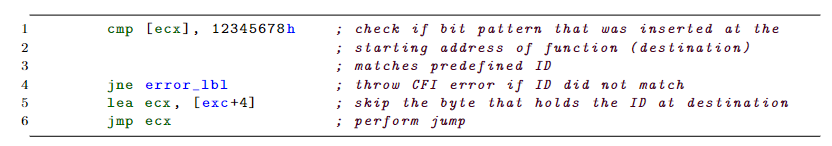 1 cmp [ecx], 12345678h ; check if bit pattern that was inserted at the
2 ; starting address of function (destination)
3 ; matches predefined ID
4 jne error_lbl ; throw CFI error if ID did not match
5 lea ecx, [exc+4] ; skip the byte that holds the ID at destination
6 jmp ecx ; perform jump